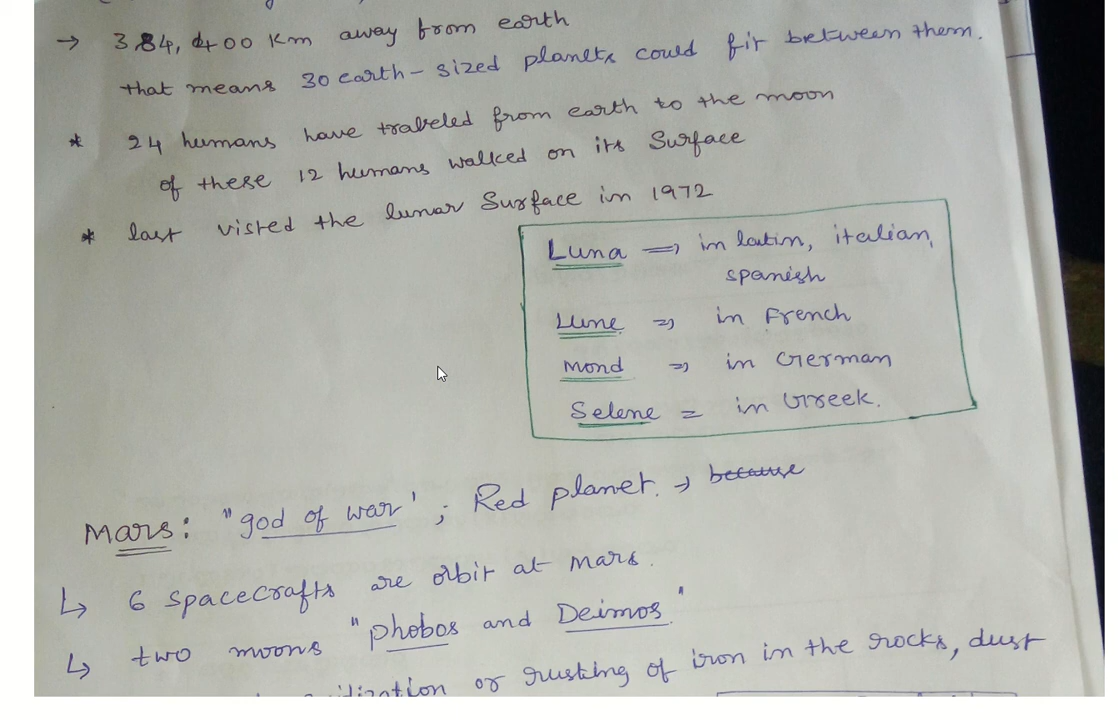 → 384,400 Km away from earth
that means 30 earth-sized planets could fit between them.
* 24 humans have traveled from earth to the moon
of these 12 humans walked on its Surface
* last visted the lunar Surface in 1972
Luna => in latin, italian,
spanish
Lune => in French
Mond => in German
Selene = in Greek.
Mars: "god of war"; Red planet. → because
↳ 6 spacecrafts are orbit at mars.
↳ two moons "phobos and Deimos"
or rusting of iron in the rocks, dust